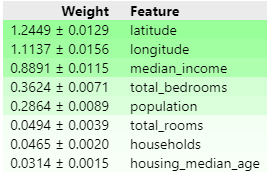 Weight Feature
1.2449 ± 0.0129 latitude
1.1137 ± 0.0156 longitude
0.8891 ± 0.0115 median_income
0.3624 ± 0.0071 total_bedrooms
0.2864 ± 0.0089 population
0.0494 ± 0.0039 total_rooms
0.0465 ± 0.0020 households
0.0314 ± 0.0015 housing_median_age